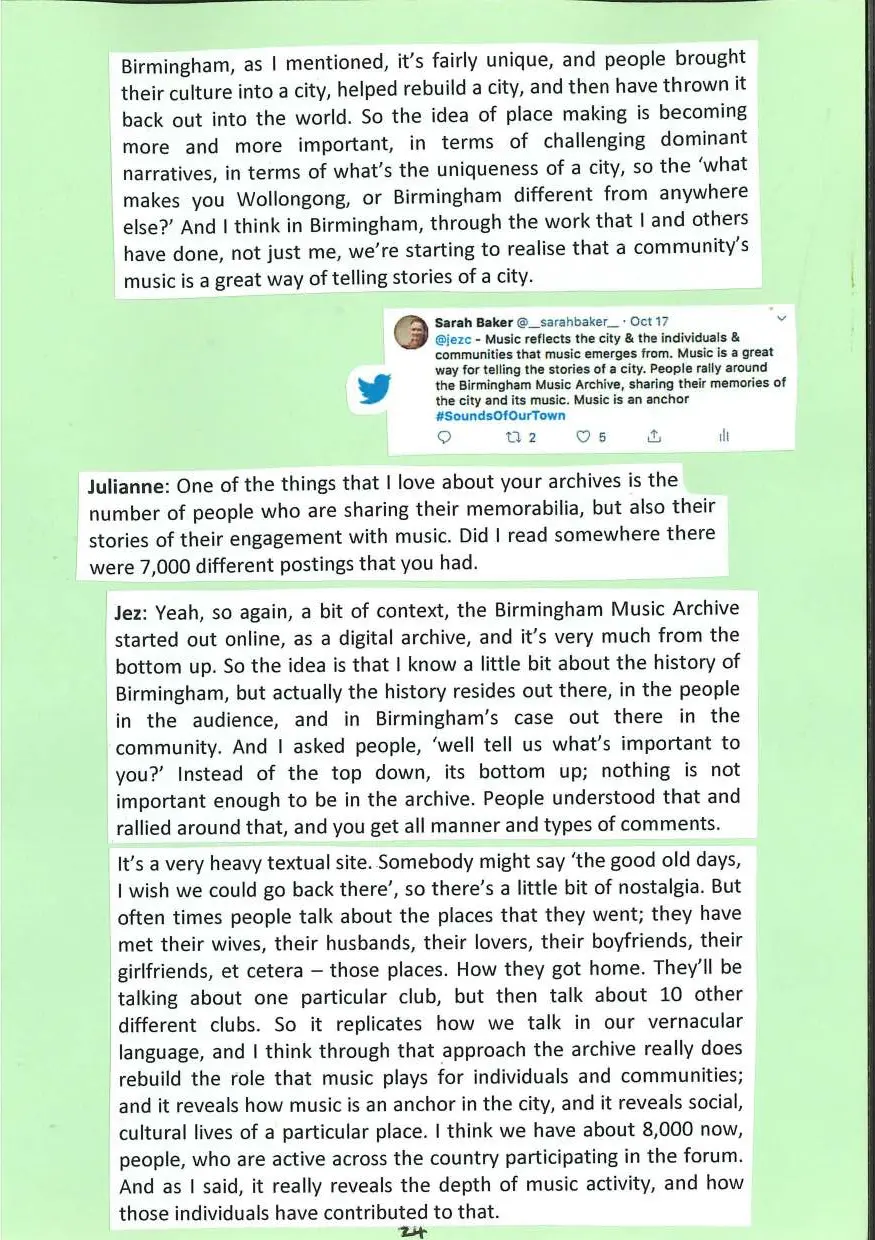 Birmingham, as I mentioned, it's fairly unique, and people brought
their culture into a city, helped rebuild a city, and then have thrown it
back out into the world. So the idea of place making is becoming
more and more important, in terms of challenging dominant
narratives, in terms of what's the uniqueness of a city, so the 'what
makes you Wollongong, or Birmingham different from anywhere
else?' And I think in Birmingham, through the work that I and others
have done, not just me, we're starting to realise that a community's
music is a great way of telling stories of a city.
Sarah Baker @__sarahbaker__ · Oct 17
@jezc - Music reflects the city & the individuals &
communities that music emerges from. Music is a great
way for telling the stories of a city. People rally around
the Birmingham Music Archive, sharing their memories of
the city and its music. Music is an anchor
#SoundsOfOurTown
2 5
Julianne: One of the things that I love about your archives is the
number of people who are sharing their memorabilia, but also their
stories of their engagement with music. Did I read somewhere there
were 7,000 different postings that you had.
Jez: Yeah, so again, a bit of context, the Birmingham Music Archive
started out online, as a digital archive, and it's very much from the
bottom up. So the idea is that I know a little bit about the history of
Birmingham, but actually the history resides out there, in the people
in the audience, and in Birmingham's case out there in the
community. And I asked people, 'well tell us what's important to
you?' Instead of the top down, its bottom up; nothing is not
important enough to be in the archive. People understood that and
rallied around that, and you get all manner and types of comments.
It's a very heavy textual site. Somebody might say 'the good old days,
I wish we could go back there', so there's a little bit of nostalgia. But
often times people talk about the places that they went; they have
met their wives, their husbands, their lovers, their boyfriends, their
girlfriends, et cetera – those places. How they got home. They'll be
talking about one particular club, but then talk about 10 other
different clubs. So it replicates how we talk in our vernacular
language, and I think through that approach the archive really does
rebuild the role that music plays for individuals and communities;
and it reveals how music is an anchor in the city, and it reveals social,
cultural lives of a particular place. I think we have about 8,000 now,
people, who are active across the country participating in the forum.
And as I said, it really reveals the depth of music activity, and how
those individuals have contributed to that.
24